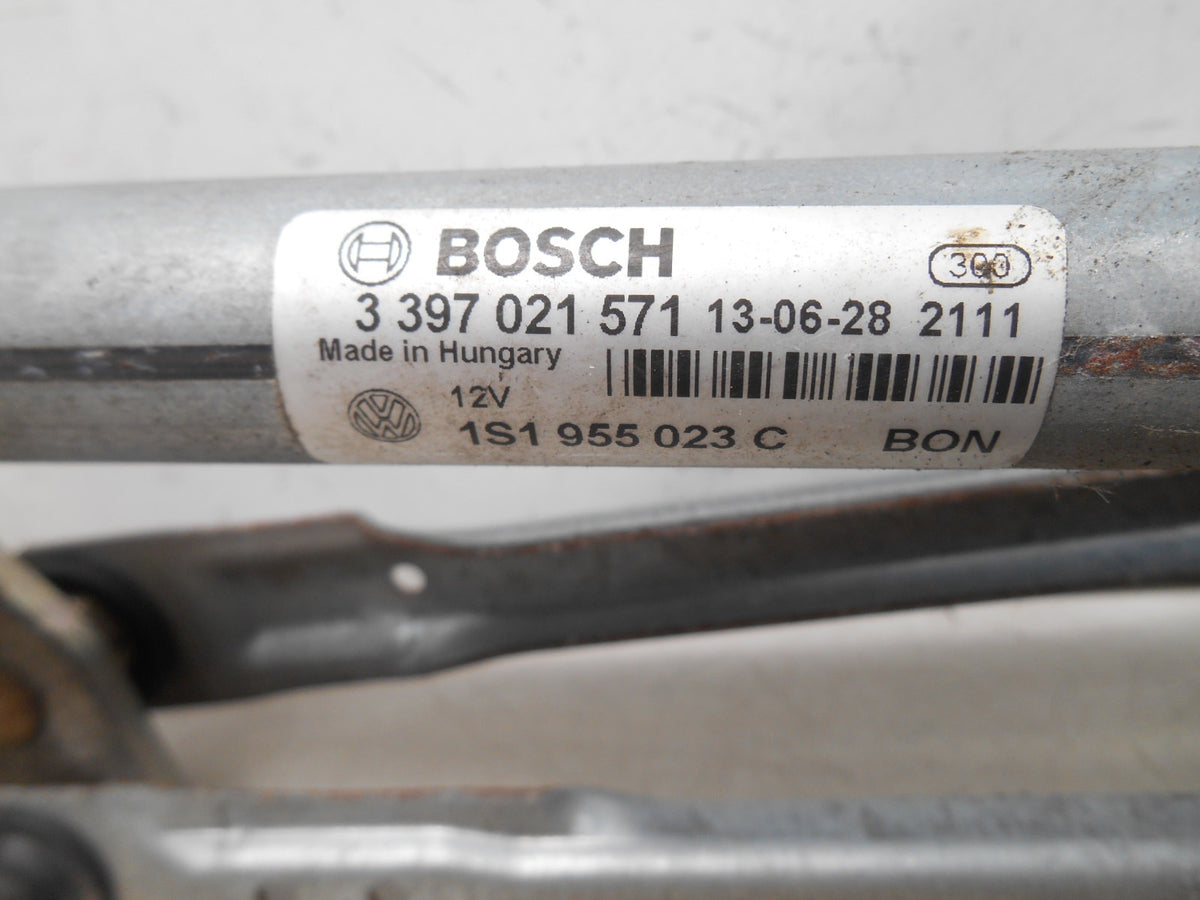 BOSCH
300
3 397 021 571 13-06-28 2111
Made in Hungary
12V
1S1 955 023 C BON